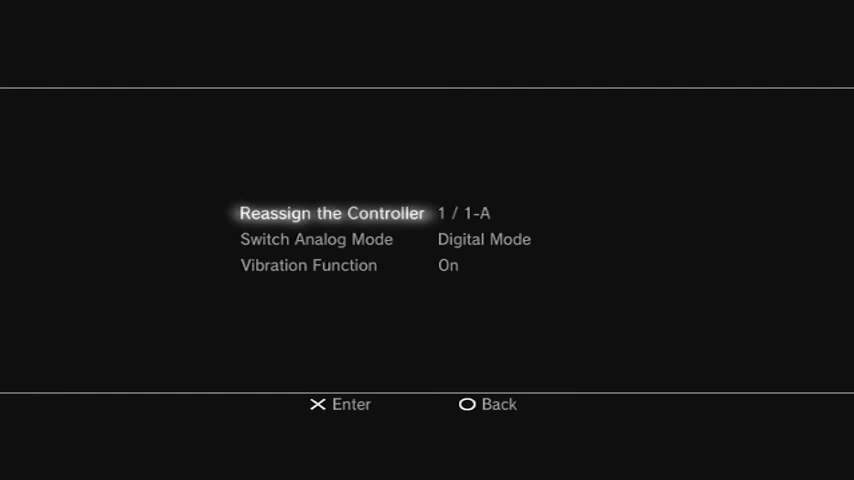 Reassign the Controller 1 / 1-A
Switch Analog Mode Digital Mode
Vibration Function On
Enter Back